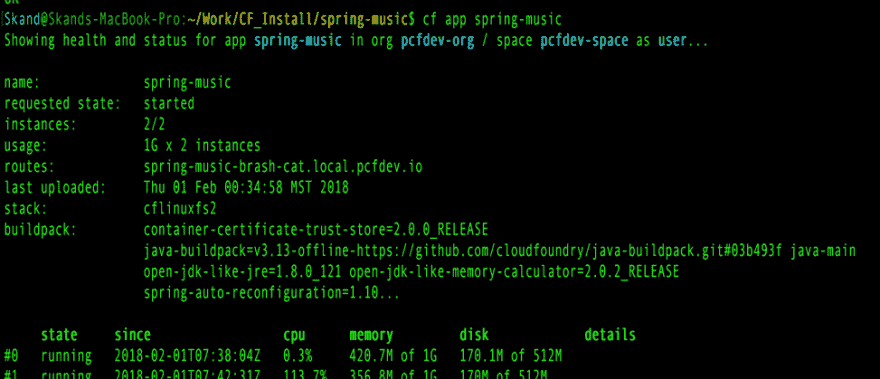 OK
Skand@Skands-MacBook-Pro:~/Work/CF_Install/spring-music$ cf app spring-music
Showing health and status for app spring-music in org pcfdev-org / space pcfdev-space as user...
name: spring-music
requested state: started
instances: 2/2
usage: 1G x 2 instances
routes: spring-music-brash-cat.local.pcfdev.io
last uploaded: Thu 01 Feb 00:34:58 MST 2018
stack: cflinuxfs2
buildpack: container-certificate-trust-store=2.0.0_RELEASE
java-buildpack=v3.13-offline-https://github.com/cloudfoundry/java-buildpack.git#03b493f java-main
open-jdk-like-jre=1.8.0_121 open-jdk-like-memory-calculator=2.0.2_RELEASE
spring-auto-reconfiguration=1.10...
state since cpu memory disk details
#0 running 2018-02-01T07:38:04Z 0.3% 420.7M of 1G 170.1M of 512M
#1 running 2018-02-01T07:42:31Z 113.7% 356.8M of 1G 170M of 512M